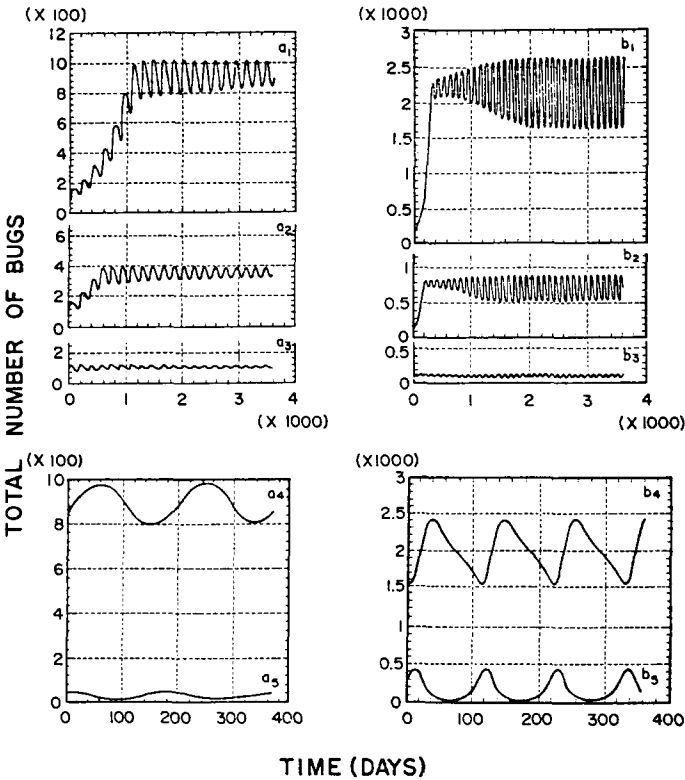 (X 100)
12
10
8
6
4
2
0
a1
6
4
2
0
a2
2
0
a3
0 1 2 3 4
(X 1000)
(X 1000)
3
2.5
2
1.5
1
0.5
0
b1
1
0.5
0
b2
0.5
0
b3
0 1 2 3 4
(X 1000)
TOTAL NUMBER OF BUGS
(X 100)
10
8
6
4
2
0
a4
a5
0 100 200 300 400
(X1000)
3
2.5
2
1.5
1
0.5
0
b4
b5
0 100 200 300 400
TIME (DAYS)